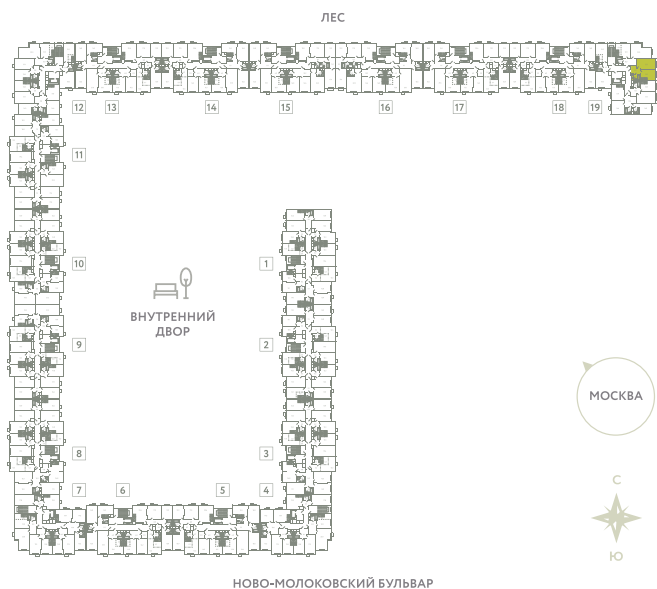 ЛЕС
12 13 14 15 16 17 18 19
11
10 1
ВНУТРЕННИЙ
ДВОР
9 2
МОСКВА
8 3
7 6 5 4
С
Ю
НОВО-МОЛОКОВСКИЙ БУЛЬВАР